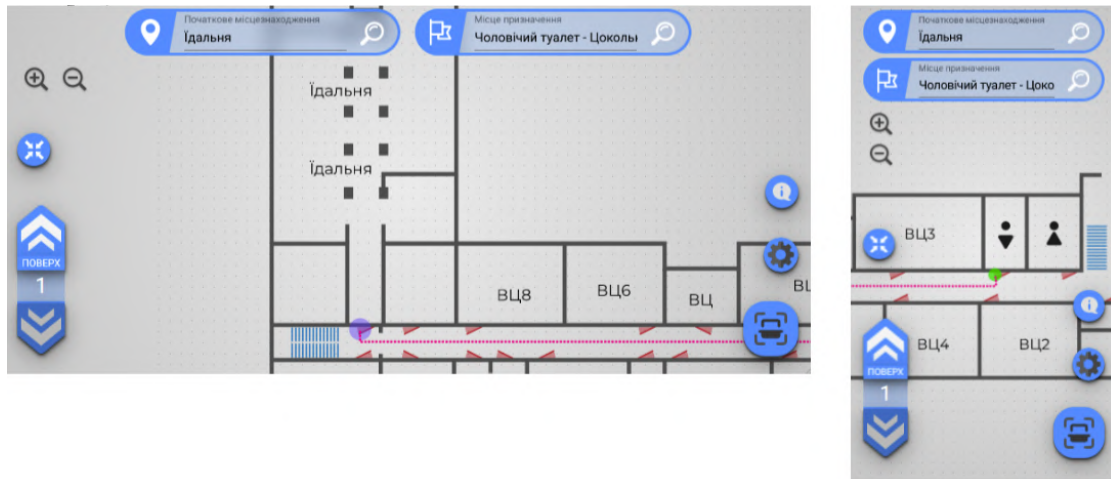 Початкове місцезнаходження
Їдальня
Місце призначення
Чоловічий туалет - Цокольн
Їдальня
Їдальня
ПОВЕРХ
1
ВЦ8
ВЦ6
ВЦ
ВЦ
Початкове місцезнаходження
Їдальня
Місце призначення
Чоловічий туалет - Цоко
ВЦ3
ВЦ4
ВЦ2
ПОВЕРХ
1